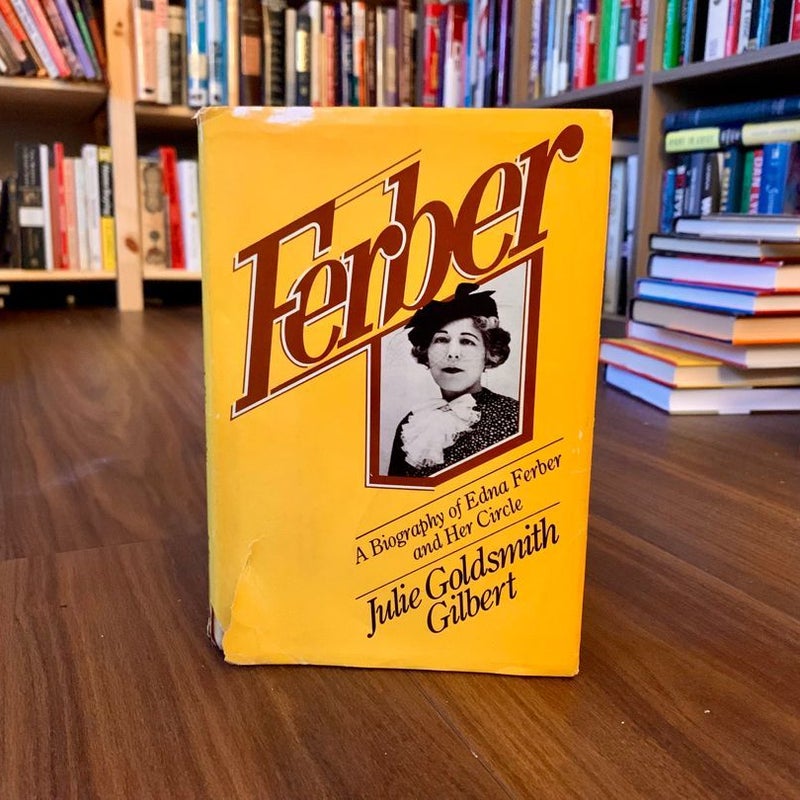 Ferber
A Biography of Edna Ferber
and Her Circle
Julie Goldsmith
Gilbert